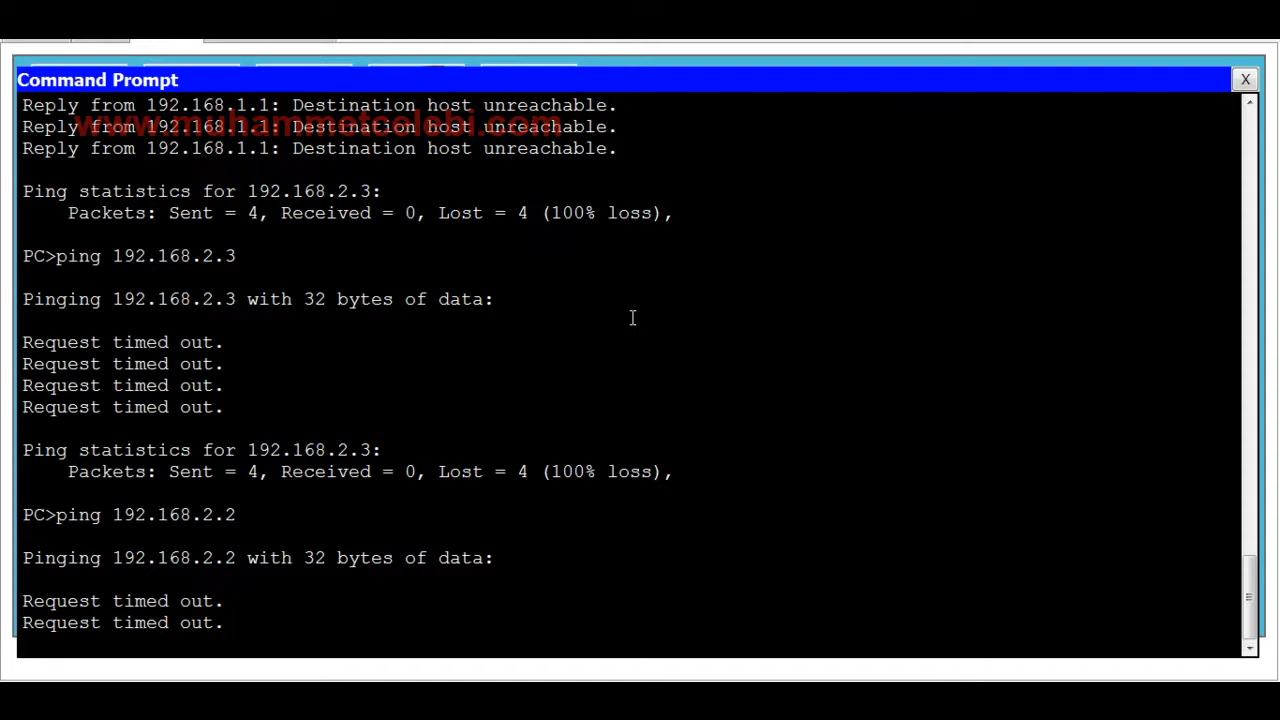 Command Prompt
X
Reply from 192.168.1.1: Destination host unreachable.
www.muhammetcelebi.com
Reply from 192.168.1.1: Destination host unreachable.
Reply from 192.168.1.1: Destination host unreachable.
Ping statistics for 192.168.2.3:
Packets: Sent = 4, Received = 0, Lost = 4 (100% loss),
PC>ping 192.168.2.3
Pinging 192.168.2.3 with 32 bytes of data:
Request timed out.
Request timed out.
Request timed out.
Request timed out.
Ping statistics for 192.168.2.3:
Packets: Sent = 4, Received = 0, Lost = 4 (100% loss),
PC>ping 192.168.2.2
Pinging 192.168.2.2 with 32 bytes of data:
Request timed out.
Request timed out.